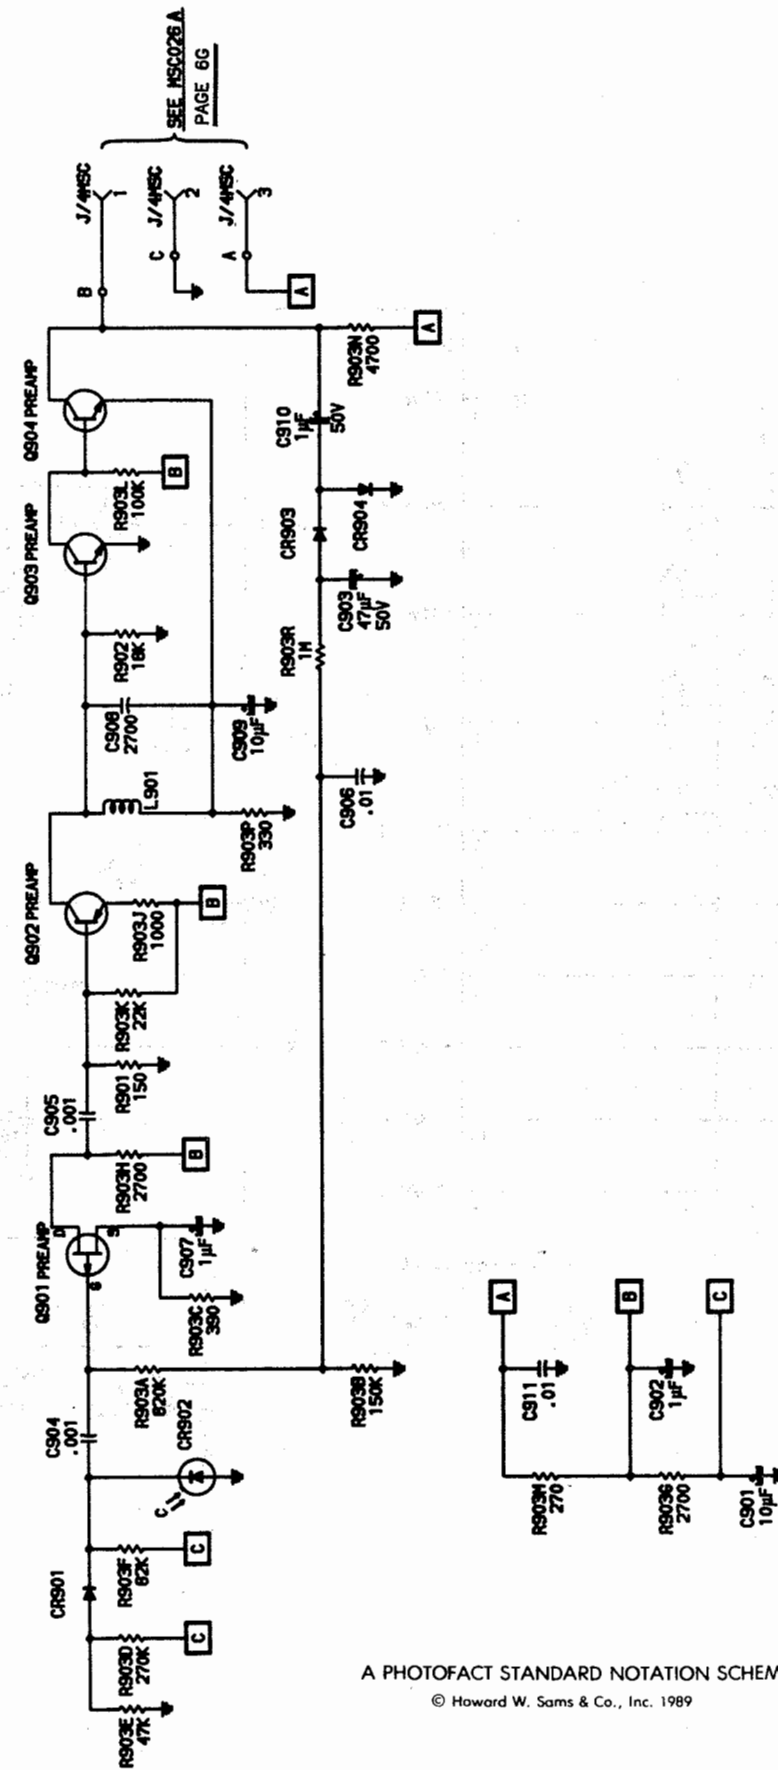 SEE MSC026A
PAGE 6G
J/4MSC
1
J/4MSC
2
J/4MSC
3
B
C
A
A
Q904 PREAMP
R903N
4700
A
C910
1µF
50V
R903L
100K
B
Q903 PREAMP
CR903
CR904
C903
47µF
50V
R903R
1M
R902
18K
C908
2700
C909
10µF
L901
R903P
330
C906
.01
Q902 PREAMP
R903J
1000
B
R903K
22K
R901
150
C905
.001
R903H
2700
B
Q901 PREAMP
D
S
G
C907
1µF
R903C
390
R903A
820K
R903B
150K
C904
.001
CR902
C
CR901
R903F
82K
C
R903D
270K
C
R903E
47K
A
B
C
C911
.01
C902
1µF
R903M
270
R903G
2700
C901
10µF
A PHOTOFACT STANDARD NOTATION SCHEM
© Howard W. Sams & Co., Inc. 1989